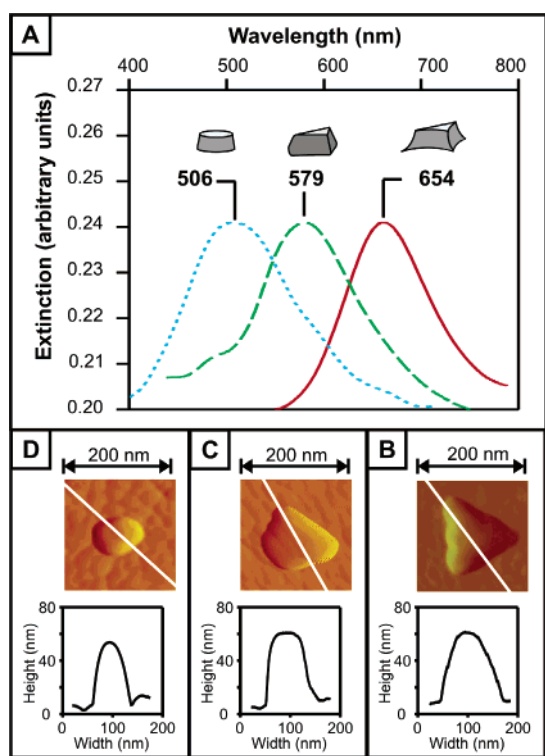 A
Wavelength (nm)
400 500 600 700 800
Extinction (arbitrary units)
0.27
0.26
0.25
0.24
0.23
0.22
0.21
0.20
506 579 654
D C B
200 nm 200 nm 200 nm
Height (nm)
80
40
0
0 100 200
Width (nm)
Height (nm)
80
40
0
0 100 200
Width (nm)
Height (nm)
80
40
0
0 100 200
Width (nm)